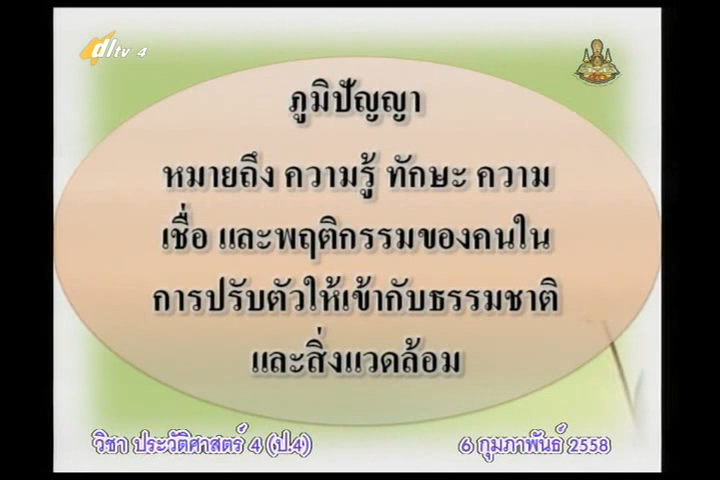 dltv 4
ภูมิปัญญา
หมายถึง ความรู้ ทักษะ ความ
เชื่อ และพฤติกรรมของคนใน
การปรับตัวให้เข้ากับธรรมชาติ
และสิ่งแวดล้อม
วิชา ประวัติศาสตร์ 4 (ป.4)
6 กุมภาพันธ์ 2558